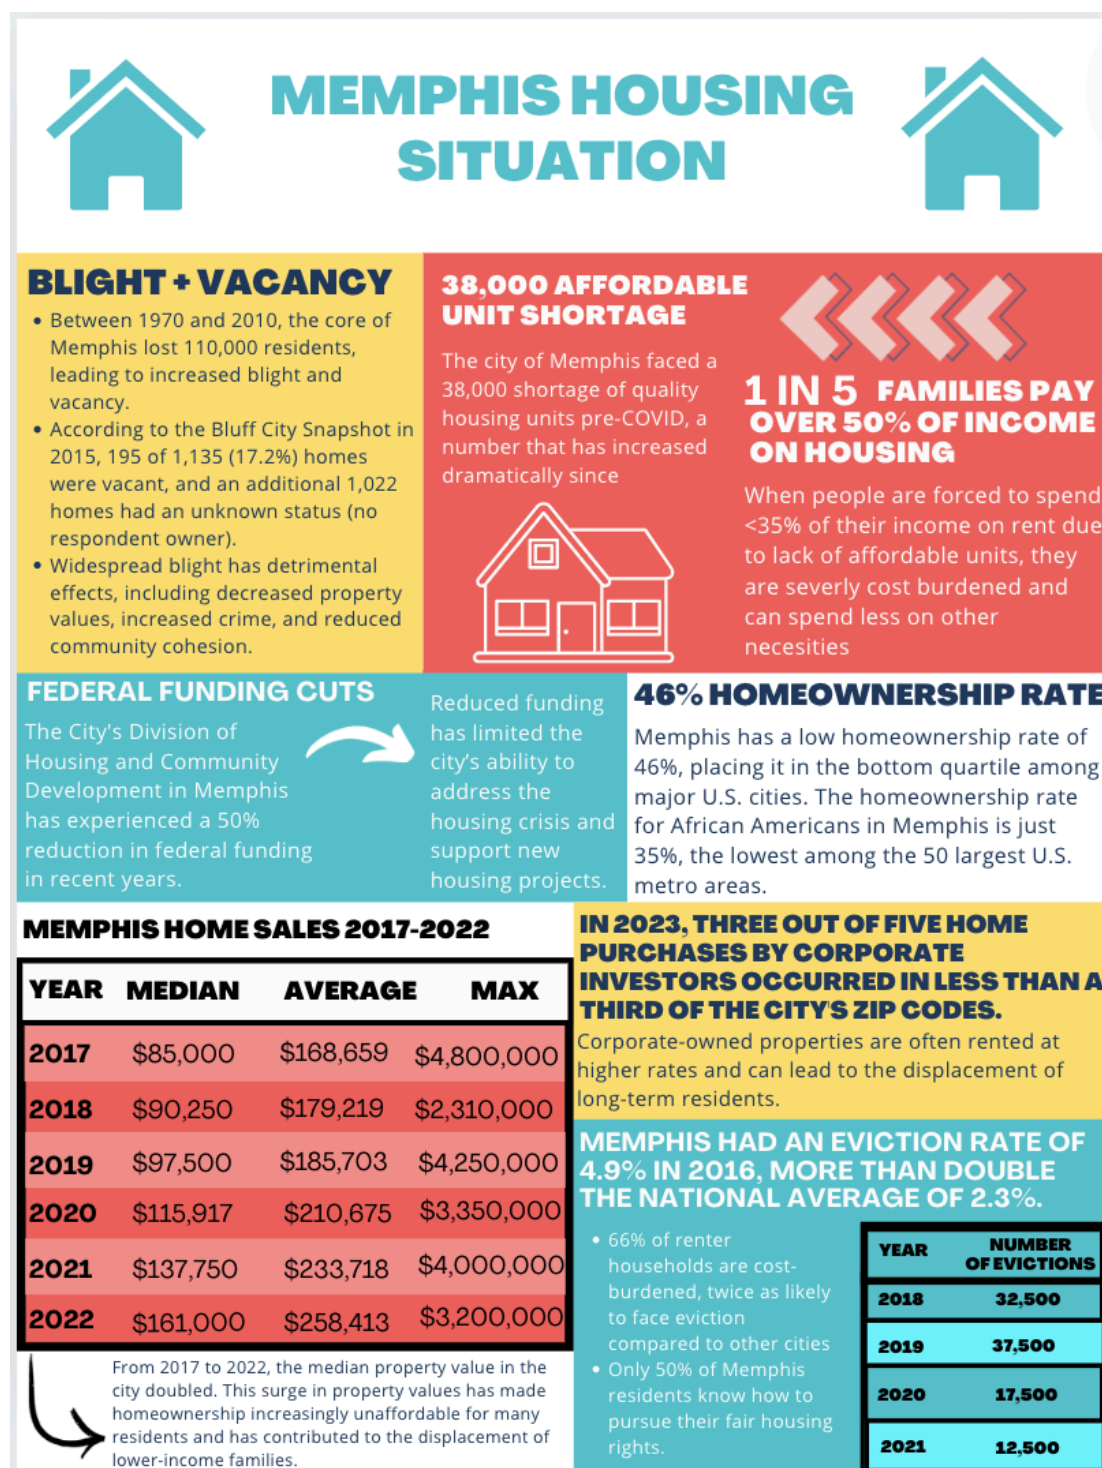 MEMPHIS HOUSING
SITUATION
BLIGHT + VACANCY
• Between 1970 and 2010, the core of
Memphis lost 110,000 residents,
leading to increased blight and
vacancy.
• According to the Bluff City Snapshot in
2015, 195 of 1,135 (17.2%) homes
were vacant, and an additional 1,022
homes had an unknown status (no
respondent owner).
• Widespread blight has detrimental
effects, including decreased property
values, increased crime, and reduced
community cohesion.
38,000 AFFORDABLE
UNIT SHORTAGE
The city of Memphis faced a
38,000 shortage of quality
housing units pre-COVID, a
number that has increased
dramatically since
1 IN 5 FAMILIES PAY
OVER 50% OF INCOME
ON HOUSING
When people are forced to spend
<35% of their income on rent due
to lack of affordable units, they
are severly cost burdened and
can spend less on other
necesities
FEDERAL FUNDING CUTS
The City's Division of
Housing and Community
Development in Memphis
has experienced a 50%
reduction in federal funding
in recent years.
Reduced funding
has limited the
city's ability to
address the
housing crisis and
support new
housing projects.
46% HOMEOWNERSHIP RATE
Memphis has a low homeownership rate of
46%, placing it in the bottom quartile among
major U.S. cities. The homeownership rate
for African Americans in Memphis is just
35%, the lowest among the 50 largest U.S.
metro areas.
MEMPHIS HOME SALES 2017-2022
YEAR MEDIAN AVERAGE MAX
2017 $85,000 $168,659 $4,800,000
2018 $90,250 $179,219 $2,310,000
2019 $97,500 $185,703 $4,250,000
2020 $115,917 $210,675 $3,350,000
2021 $137,750 $233,718 $4,000,000
2022 $161,000 $258,413 $3,200,000
From 2017 to 2022, the median property value in the
city doubled. This surge in property values has made
homeownership increasingly unaffordable for many
residents and has contributed to the displacement of
lower-income families.
IN 2023, THREE OUT OF FIVE HOME
PURCHASES BY CORPORATE
INVESTORS OCCURRED IN LESS THAN A
THIRD OF THE CITY'S ZIP CODES.
Corporate-owned properties are often rented at
higher rates and can lead to the displacement of
long-term residents.
MEMPHIS HAD AN EVICTION RATE OF
4.9% IN 2016, MORE THAN DOUBLE
THE NATIONAL AVERAGE OF 2.3%.
• 66% of renter
households are cost-
burdened, twice as likely
to face eviction
compared to other cities
• Only 50% of Memphis
residents know how to
pursue their fair housing
rights.
YEAR NUMBER
OF EVICTIONS
2018 32,500
2019 37,500
2020 17,500
2021 12,500